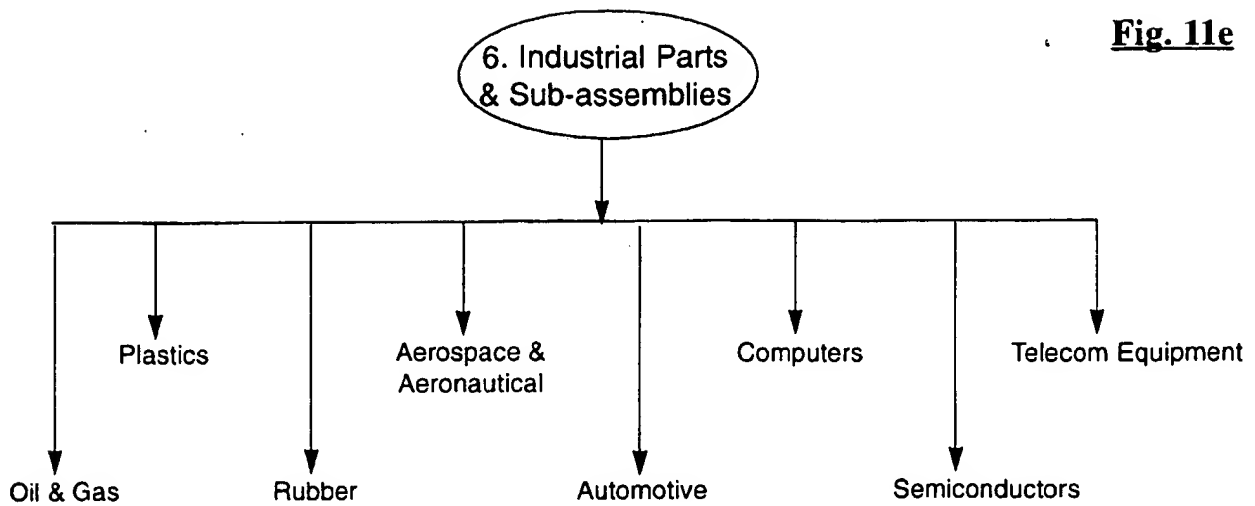 Fig. 11e
6. Industrial Parts
& Sub-assemblies
Plastics
Aerospace &
Aeronautical
Computers
Telecom Equipment
Oil & Gas
Rubber
Automotive
Semiconductors